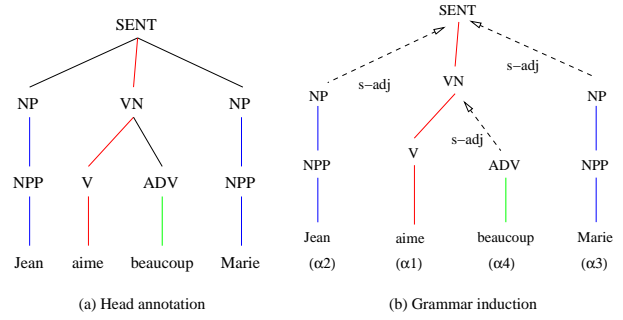 SENT
NP VN NP
NPP V ADV NPP
Jean aime beaucoup Marie
(a) Head annotation
SENT
s-adj s-adj
NP VN NP
s-adj
V
NPP ADV NPP
Jean aime beaucoup Marie
(α2) (α1) (α4) (α3)
(b) Grammar induction